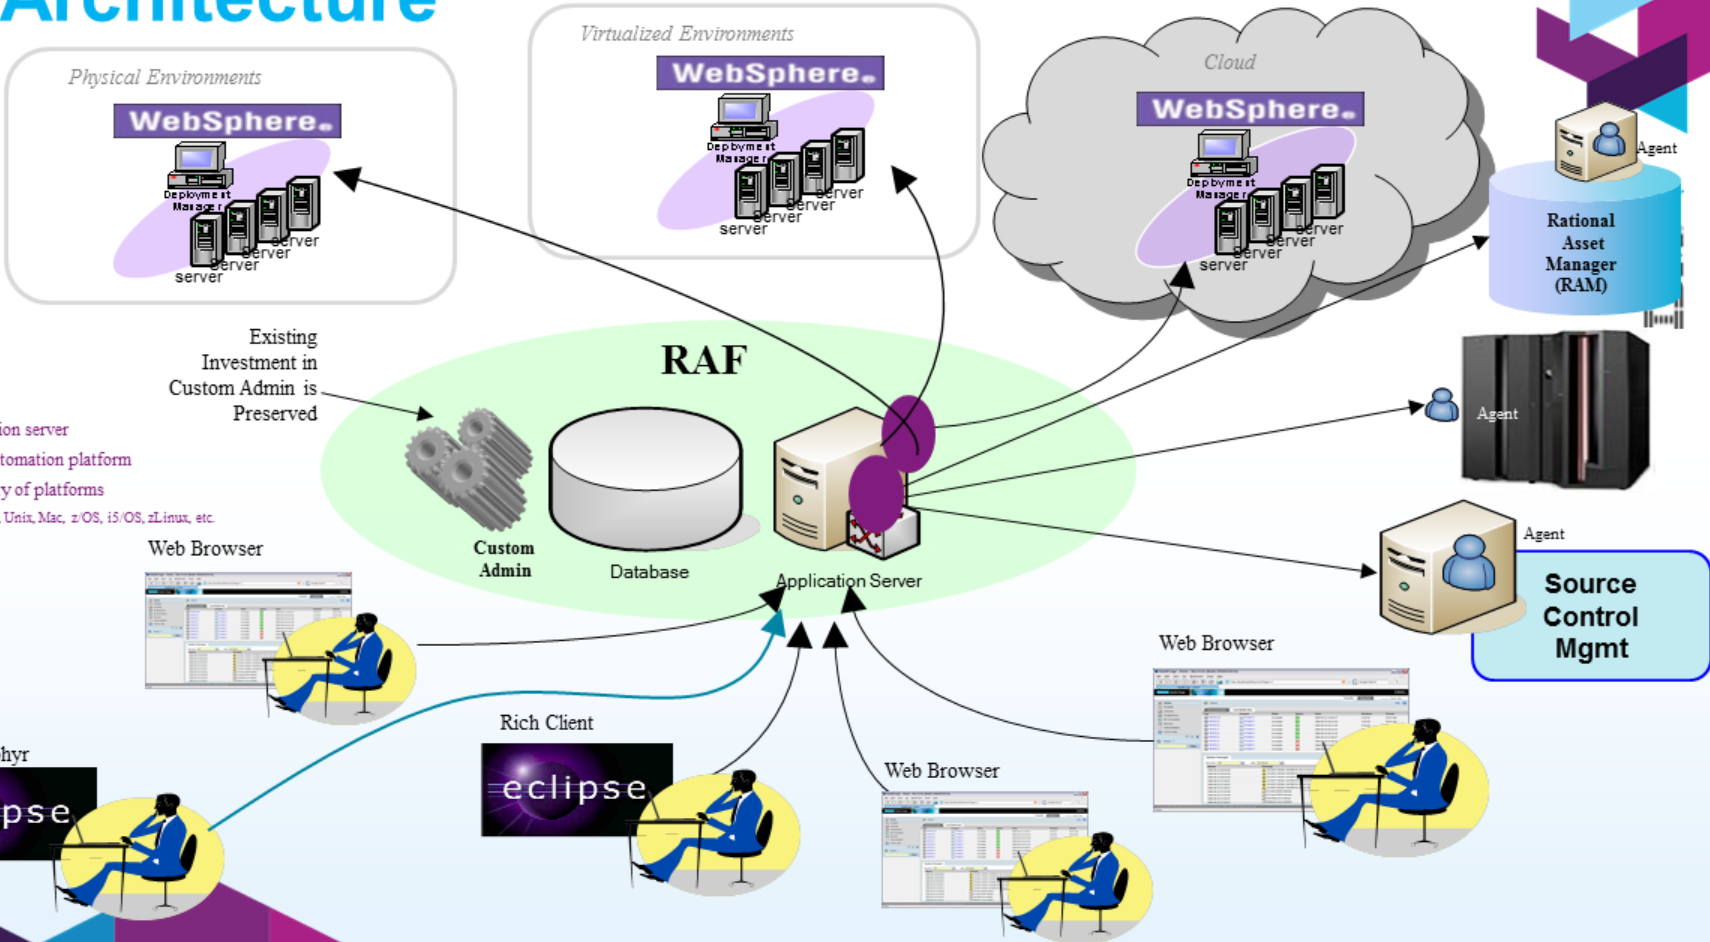 Architecture
Physical Environments
WebSphere®
Deployment
Manager
server
Server
Server
server
Virtualized Environments
WebSphere®
Deployment
Manager
server
Server
Server
server
Cloud
WebSphere®
Deployment
Manager
server
Server
Server
server
Agent
Rational
Asset
Manager
(RAM)
Existing
Investment in
Custom Admin is
Preserved
RAF
Custom
Admin
Database
Application Server
Agent
Agent
Source
Control
Mgmt
ion server
tomation platform
ry of platforms
, Unix, Mac, z/OS, i5/OS, zLinux, etc.
Web Browser
Web Browser
Rich Client
eclipse
Web Browser
phyr
pse